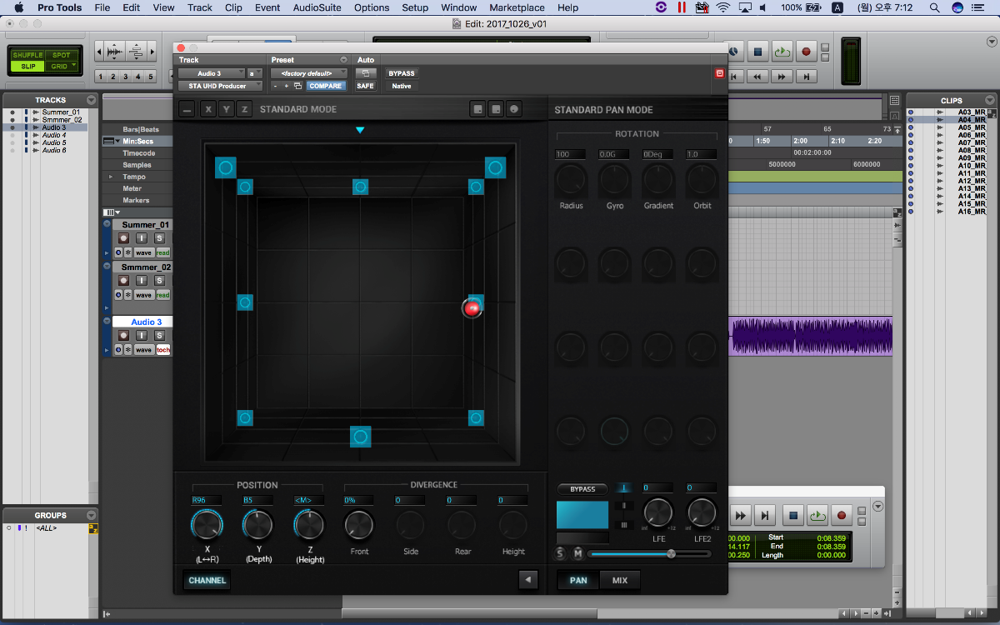 Pro Tools File Edit View Track Clip Event AudioSuite Options Setup Window Marketplace Help 100% A (월) 오후 7:12
Edit: 2017_1026_v01
SHUFFLE SPOT
SLIP GRID
1 2 3 4 5
Track Preset Auto
Audio 3 a <factory default> BYPASS
STA UHD Producer - + COMPARE SAFE Native
X Y Z STANDARD MODE
STANDARD PAN MODE
ROTATION
100 0.0G 0Deg 1.0
Radius Gyro Gradient Orbit
TRACKS
Summer_01
Smmmer_02
Audio 3
Audio 4
Audio 5
Audio 6
GROUPS
! <ALL>
Bars|Beats
Min:Secs
Timecode
Samples
Tempo
Meter
Markers
57 65 73
1:50 2:00 2:10 2:20
00:02:00:00
5000000 6000000
Summer_01
I S
wave read
Smmmer_02
I S
wave read
Audio 3
I S
wave toch
CLIPS
A03_MR
A04_MR
A05_MR
A06_MR
A07_MR
A08_MR
A09_MR
A10_MR
A11_MR
A12_MR
A13_MR
A14_MR
A15_MR
A16_MR
POSITION DIVERGENCE
R96 B5 <M> 0% 0 0 0
X Y Z Front Side Rear Height
(L↔R) (Depth) (Height)
CHANNEL
BYPASS I 0 0
II
III
inf +12 inf +12
LFE LFE2
S M
PAN MIX
Start 0:08.359
End 0:08.359
Length 0:00.000